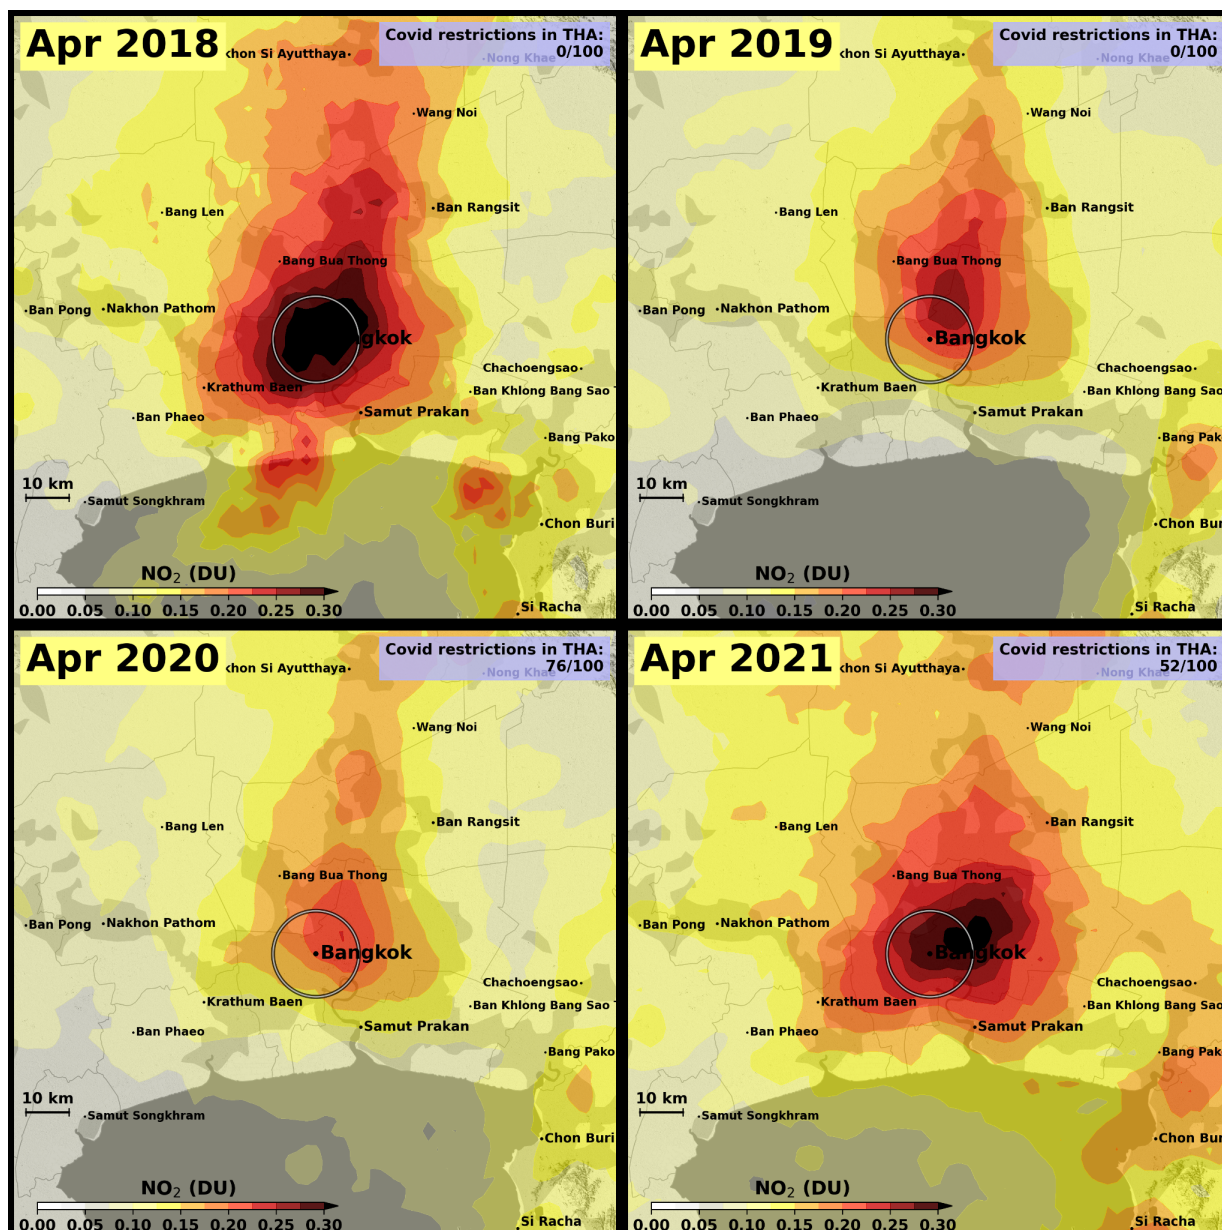 Apr 2018
Covid restrictions in THA:
0/100
khon Si Ayutthaya
Nong Khae
Wang Noi
Bang Len
Ban Rangsit
Bang Bua Thong
Ban Pong
Nakhon Pathom
gkok
Chachoengsao
Krathum Baen
Ban Khlong Bang Sao T
Ban Phaeo
Samut Prakan
Bang Pako
10 km
Samut Songkhram
Chon Buri
NO₂ (DU)
0.00 0.05 0.10 0.15 0.20 0.25 0.30
Si Racha
Apr 2019
Covid restrictions in THA:
0/100
khon Si Ayutthaya
Nong Khae
Wang Noi
Bang Len
Ban Rangsit
Bang Bua Thong
Ban Pong
Nakhon Pathom
Bangkok
Chachoengsao
Krathum Baen
Ban Khlong Bang Sao T
Ban Phaeo
Samut Prakan
Bang Pak
10 km
Samut Songkhram
Chon Bur
NO₂ (DU)
0.00 0.05 0.10 0.15 0.20 0.25 0.30
Si Racha
Apr 2020
Covid restrictions in THA:
76/100
khon Si Ayutthaya
Nong Khae
Wang Noi
Bang Len
Ban Rangsit
Bang Bua Thong
Ban Pong
Nakhon Pathom
Bangkok
Chachoengsao
Krathum Baen
Ban Khlong Bang Sao T
Ban Phaeo
Samut Prakan
Bang Pako
10 km
Samut Songkhram
Chon Buri
NO₂ (DU)
0.00 0.05 0.10 0.15 0.20 0.25 0.30
Si Racha
Apr 2021
Covid restrictions in THA:
52/100
khon Si Ayutthaya
Nong Khae
Wang Noi
Bang Len
Ban Rangsit
Bang Bua Thong
Ban Pong
Nakhon Pathom
Bangkok
Chachoengsao
Krathum Baen
Ban Khlong Bang Sao T
Ban Phaeo
Samut Prakan
Bang Pak
10 km
Samut Songkhram
Chon Bur
NO₂ (DU)
0.00 0.05 0.10 0.15 0.20 0.25 0.30
Si Racha